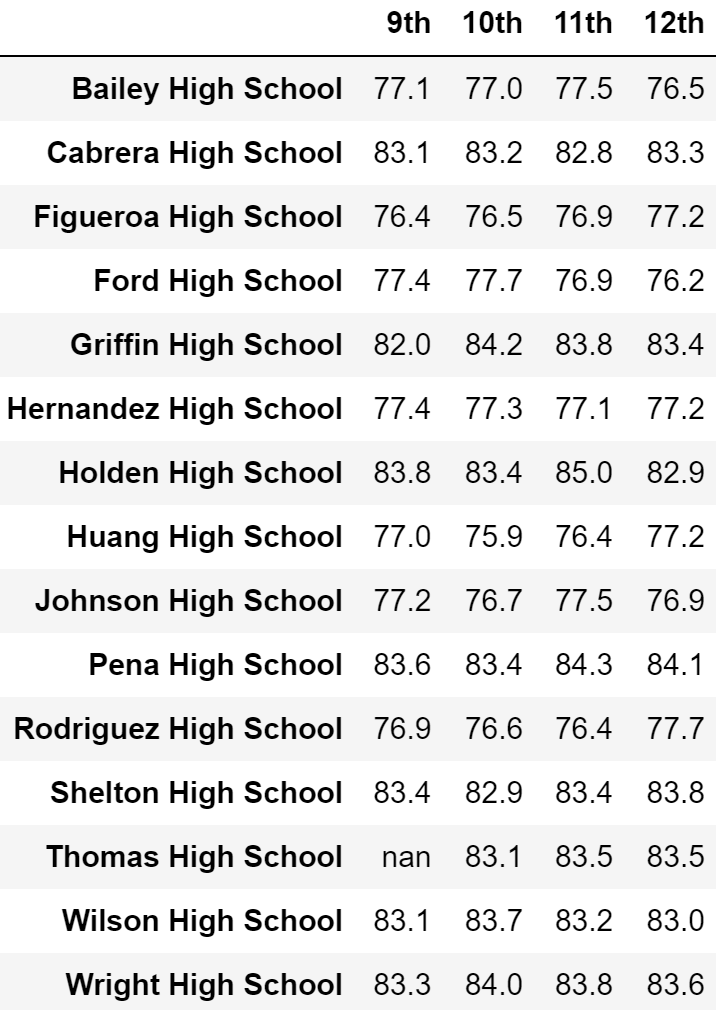 9th 10th 11th 12th
Bailey High School 77.1 77.0 77.5 76.5
Cabrera High School 83.1 83.2 82.8 83.3
Figueroa High School 76.4 76.5 76.9 77.2
Ford High School 77.4 77.7 76.9 76.2
Griffin High School 82.0 84.2 83.8 83.4
Hernandez High School 77.4 77.3 77.1 77.2
Holden High School 83.8 83.4 85.0 82.9
Huang High School 77.0 75.9 76.4 77.2
Johnson High School 77.2 76.7 77.5 76.9
Pena High School 83.6 83.4 84.3 84.1
Rodriguez High School 76.9 76.6 76.4 77.7
Shelton High School 83.4 82.9 83.4 83.8
Thomas High School nan 83.1 83.5 83.5
Wilson High School 83.1 83.7 83.2 83.0
Wright High School 83.3 84.0 83.8 83.6